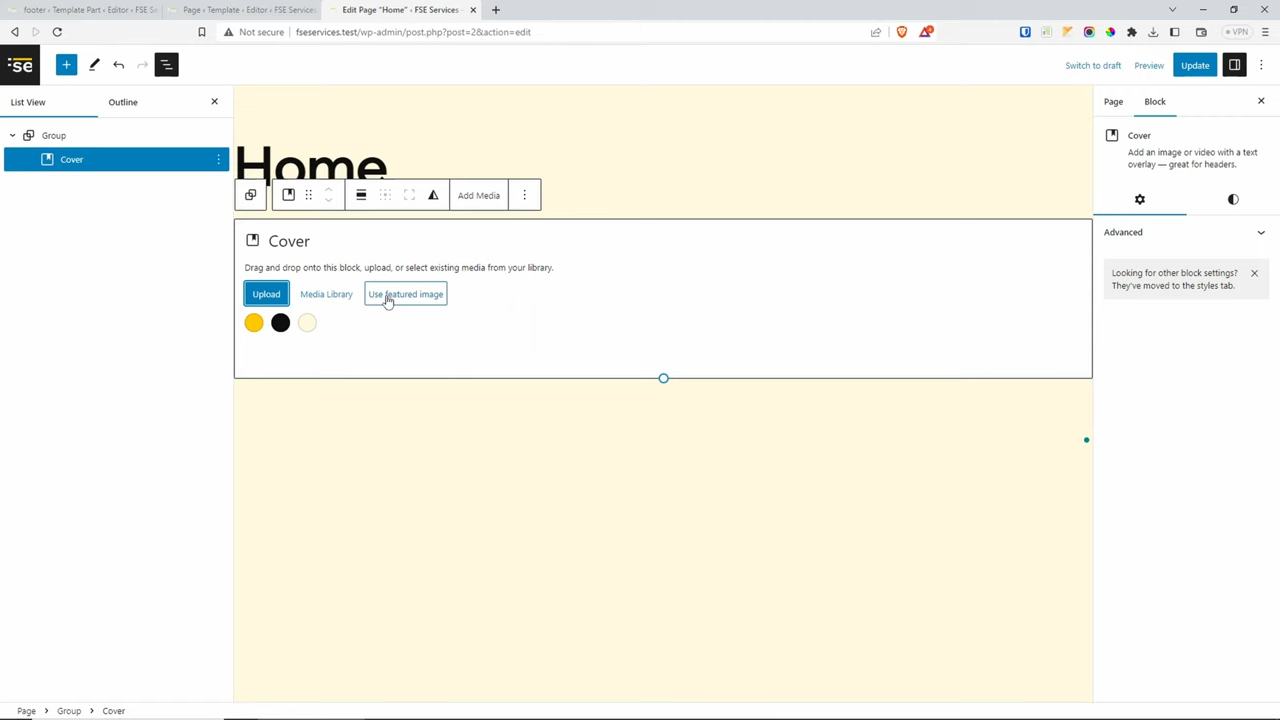 footer ‹ Template Part ‹ Editor ‹ FSE Se
Page ‹ Template ‹ Editor ‹ FSE Services
Edit Page "Home" ‹ FSE Services -
Not secure
fseservices.test/wp-admin/post.php?post=2&action=edit
VPN
:se
Switch to draft
Preview
Update
List View
Outline
Page
Block
Group
Cover
Cover
Add an image or video with a text
overlay — great for headers.
Home
Add Media
Cover
Drag and drop onto this block, upload, or select existing media from your library.
Upload
Media Library
Use featured image
Advanced
Looking for other block settings?
They've moved to the styles tab.
Page
Group
Cover